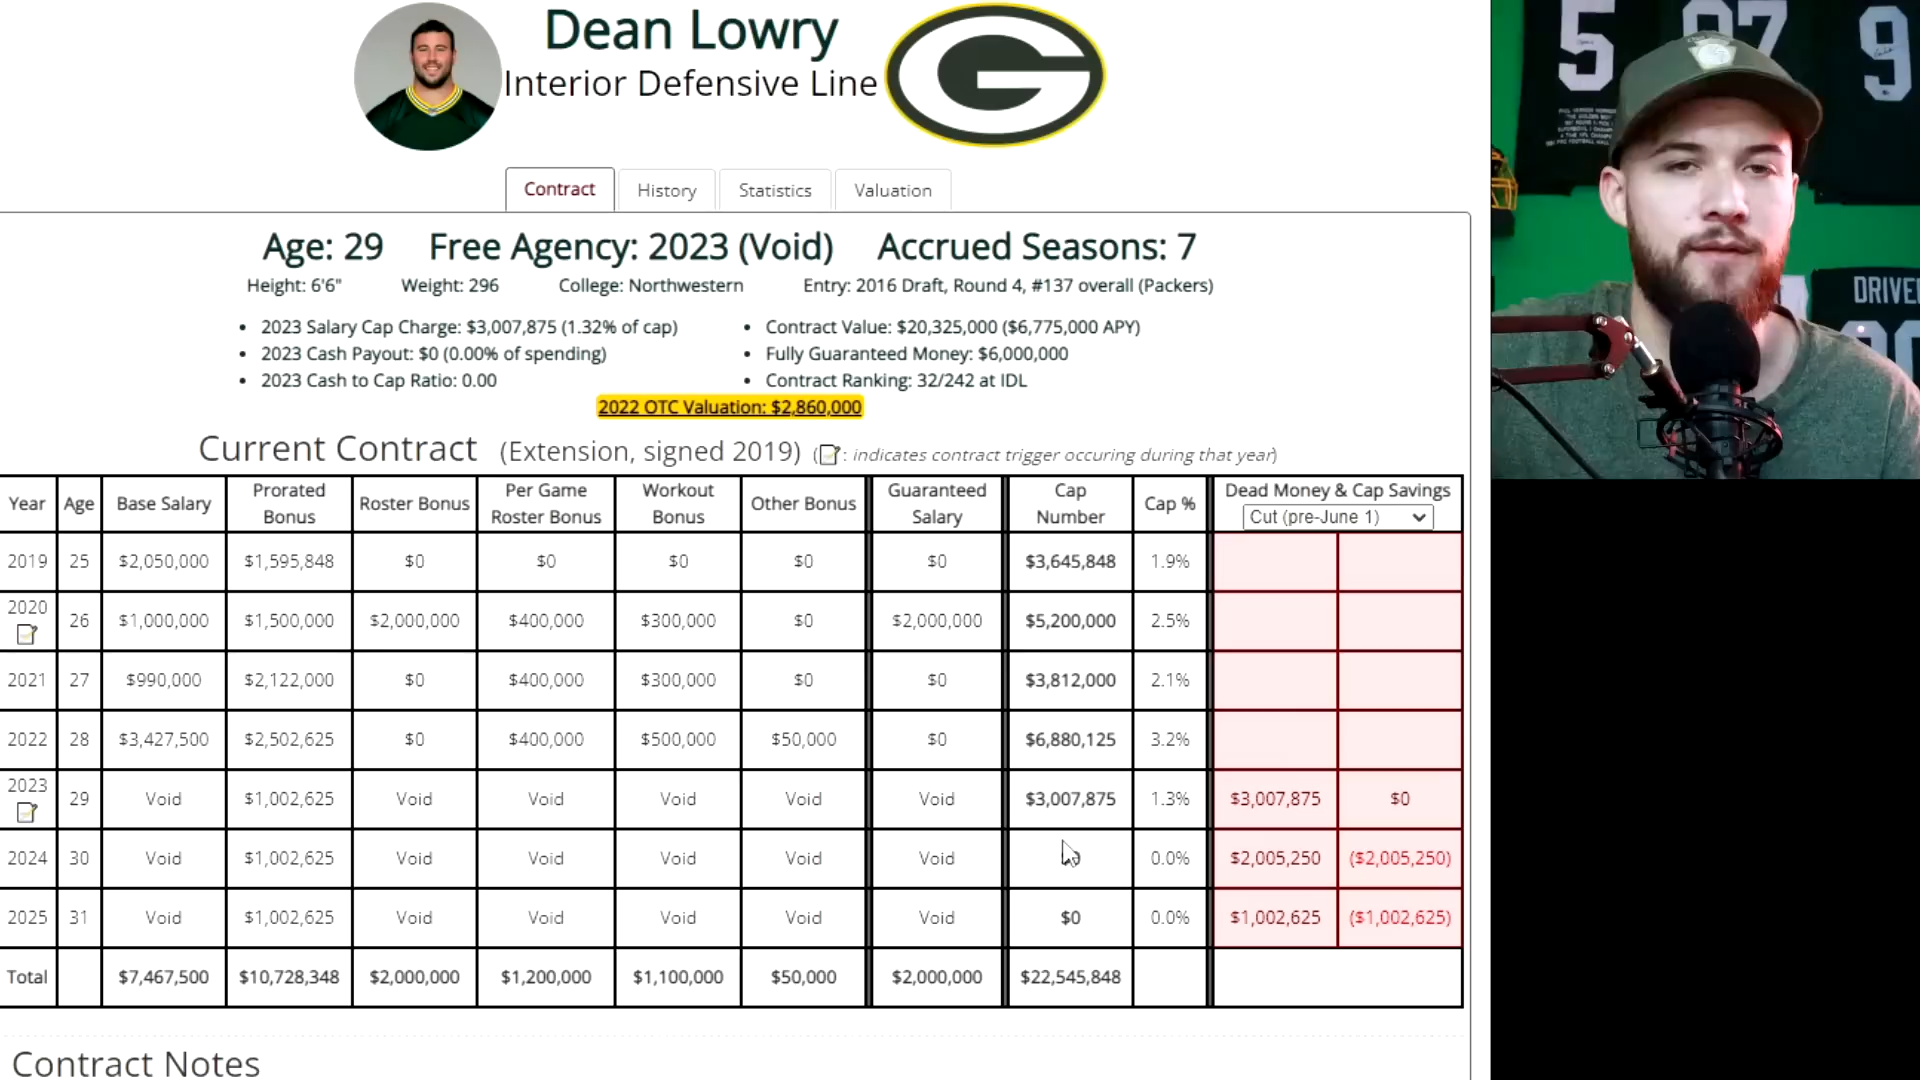 Dean Lowry
Interior Defensive Line
G
Contract
History
Statistics
Valuation
Age: 29 Free Agency: 2023 (Void) Accrued Seasons: 7
Height: 6'6" Weight: 296 College: Northwestern Entry: 2016 Draft, Round 4, #137 overall (Packers)
• 2023 Salary Cap Charge: $3,007,875 (1.32% of cap)
• 2023 Cash Payout: $0 (0.00% of spending)
• 2023 Cash to Cap Ratio: 0.00
• Contract Value: $20,325,000 ($6,775,000 APY)
• Fully Guaranteed Money: $6,000,000
• Contract Ranking: 32/242 at IDL
2022 OTC Valuation: $2,860,000
Current Contract (Extension, signed 2019) ( : indicates contract trigger occuring during that year)
Year Age Base Salary Prorated Bonus Roster Bonus Per Game Roster Bonus Workout Bonus Other Bonus Guaranteed Salary Cap Number Cap % Dead Money & Cap Savings
Cut (pre-June 1)
2019 25 $2,050,000 $1,595,848 $0 $0 $0 $0 $0 $3,645,848 1.9%
2020 26 $1,000,000 $1,500,000 $2,000,000 $400,000 $300,000 $0 $2,000,000 $5,200,000 2.5%
2021 27 $990,000 $2,122,000 $0 $400,000 $300,000 $0 $0 $3,812,000 2.1%
2022 28 $3,427,500 $2,502,625 $0 $400,000 $500,000 $50,000 $0 $6,880,125 3.2%
2023 29 Void $1,002,625 Void Void Void Void Void $3,007,875 1.3% $3,007,875 $0
2024 30 Void $1,002,625 Void Void Void Void Void 0.0% $2,005,250 ($2,005,250)
2025 31 Void $1,002,625 Void Void Void Void Void $0 0.0% $1,002,625 ($1,002,625)
Total $7,467,500 $10,728,348 $2,000,000 $1,200,000 $1,100,000 $50,000 $2,000,000 $22,545,848
Contract Notes
5
9
DRIVE